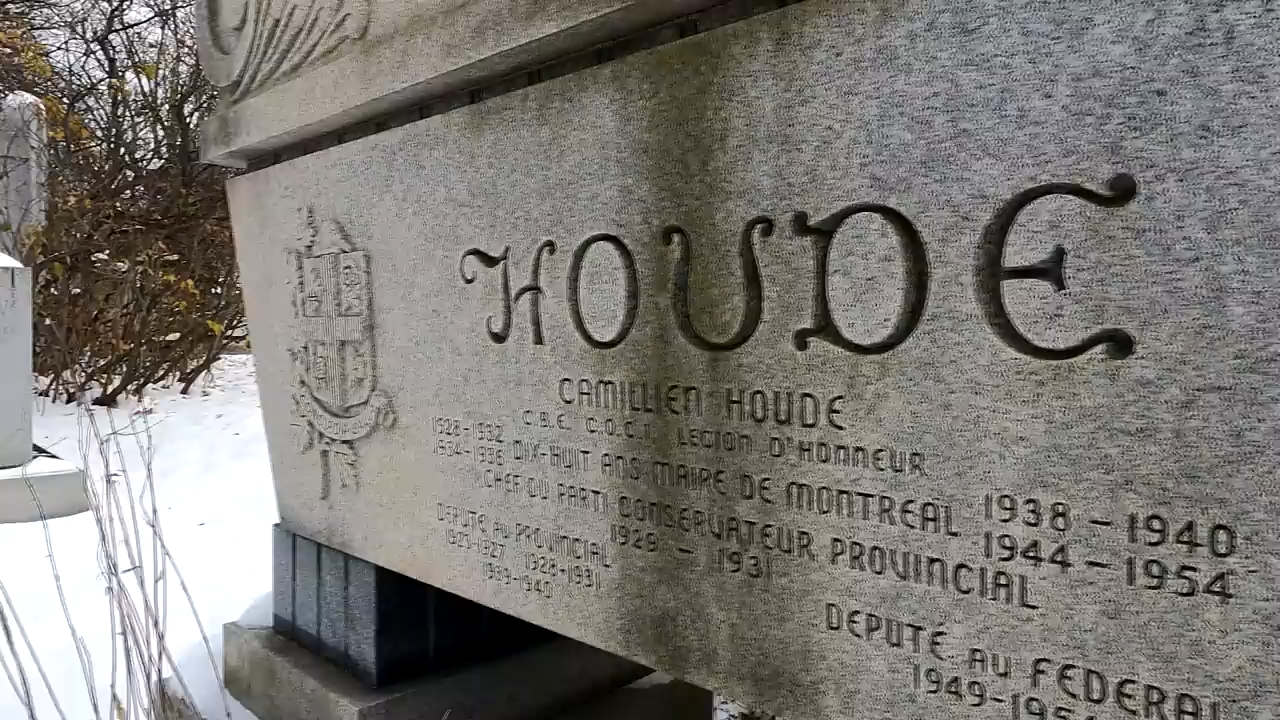 HOUDE
CAMILLIEN HOUDE
C.B.E. C.O.C.I. LEGION D'HONNEUR
1928-1932 DIX-HUIT ANS MAIRE DE MONTREAL 1938 - 1940
1934-1936 1944 - 1954
CHEF DU PARTI CONSERVATEUR PROVINCIAL
1929 - 1931
DEPUTÉ AU PROVINCIAL
1923-1927 1928-1931
1939-1940
DEPUTÉ AU FEDERAL